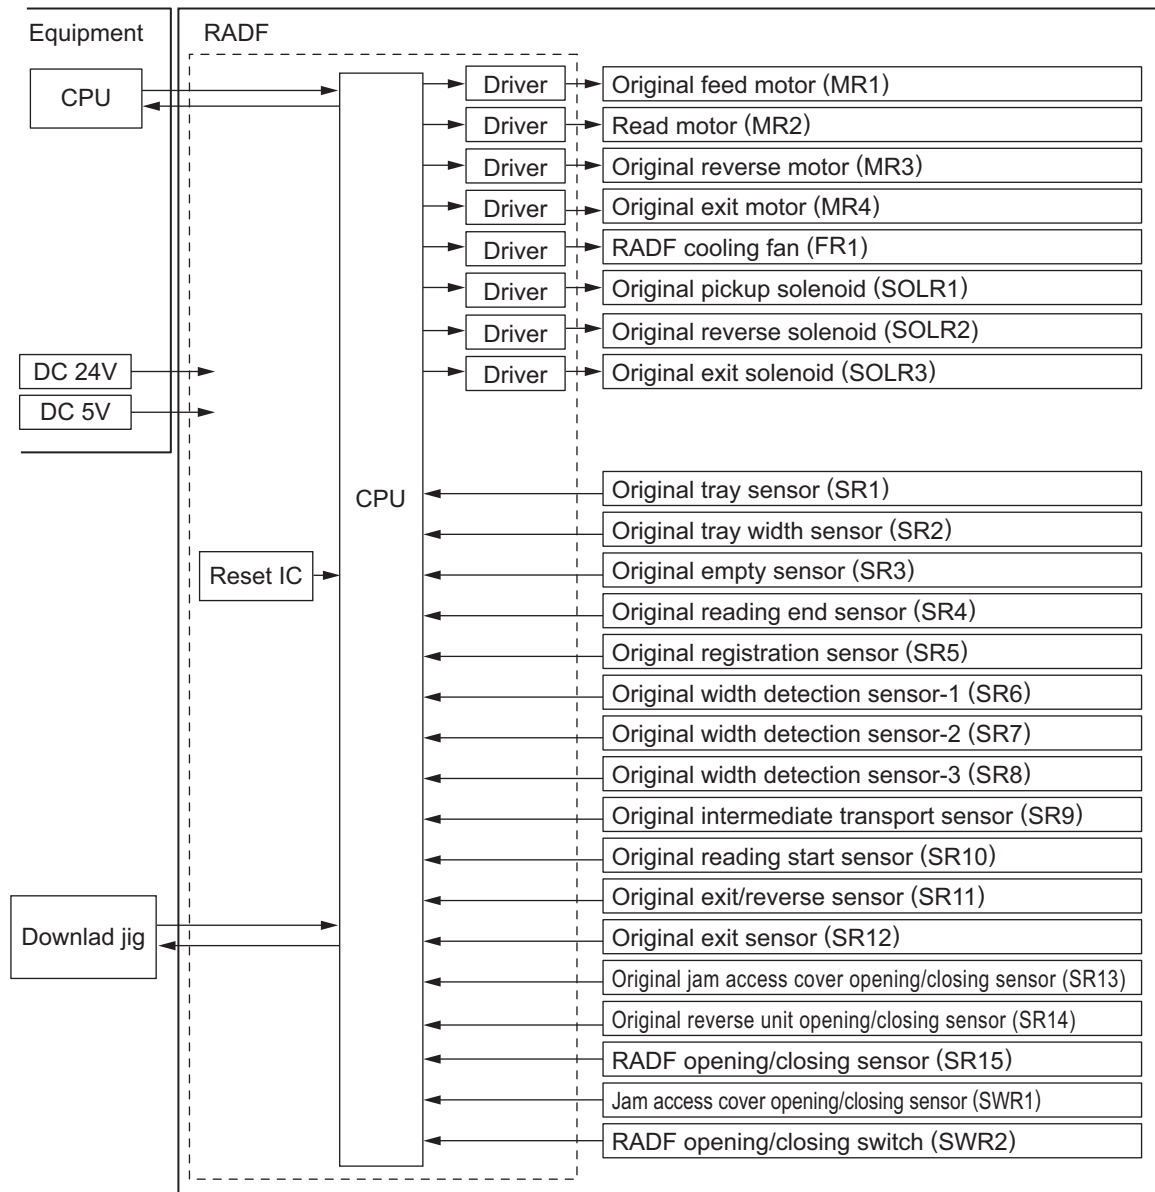 Equipment
RADF
CPU
Driver
Original feed motor (MR1)
Driver
Read motor (MR2)
Driver
Original reverse motor (MR3)
Driver
Original exit motor (MR4)
Driver
RADF cooling fan (FR1)
Driver
Original pickup solenoid (SOLR1)
Driver
Original reverse solenoid (SOLR2)
DC 24V
Driver
Original exit solenoid (SOLR3)
DC 5V
CPU
Original tray sensor (SR1)
Original tray width sensor (SR2)
Reset IC
Original empty sensor (SR3)
Original reading end sensor (SR4)
Original registration sensor (SR5)
Original width detection sensor-1 (SR6)
Original width detection sensor-2 (SR7)
Original width detection sensor-3 (SR8)
Original intermediate transport sensor (SR9)
Original reading start sensor (SR10)
Original exit/reverse sensor (SR11)
Downlad jig
Original exit sensor (SR12)
Original jam access cover opening/closing sensor (SR13)
Original reverse unit opening/closing sensor (SR14)
RADF opening/closing sensor (SR15)
Jam access cover opening/closing sensor (SWR1)
RADF opening/closing switch (SWR2)